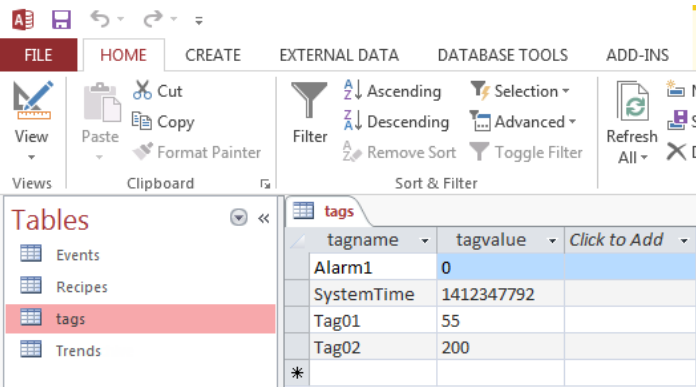 FILE HOME CREATE EXTERNAL DATA DATABASE TOOLS ADD-INS
View
Views
Paste
Cut
Copy
Format Painter
Clipboard
Filter
Ascending
Descending
Remove Sort
Selection
Advanced
Toggle Filter
Sort & Filter
Refresh
All
Tables
Events
Recipes
tags
Trends
tags
tagname tagvalue Click to Add
Alarm1 0
SystemTime 1412347792
Tag01 55
Tag02 200